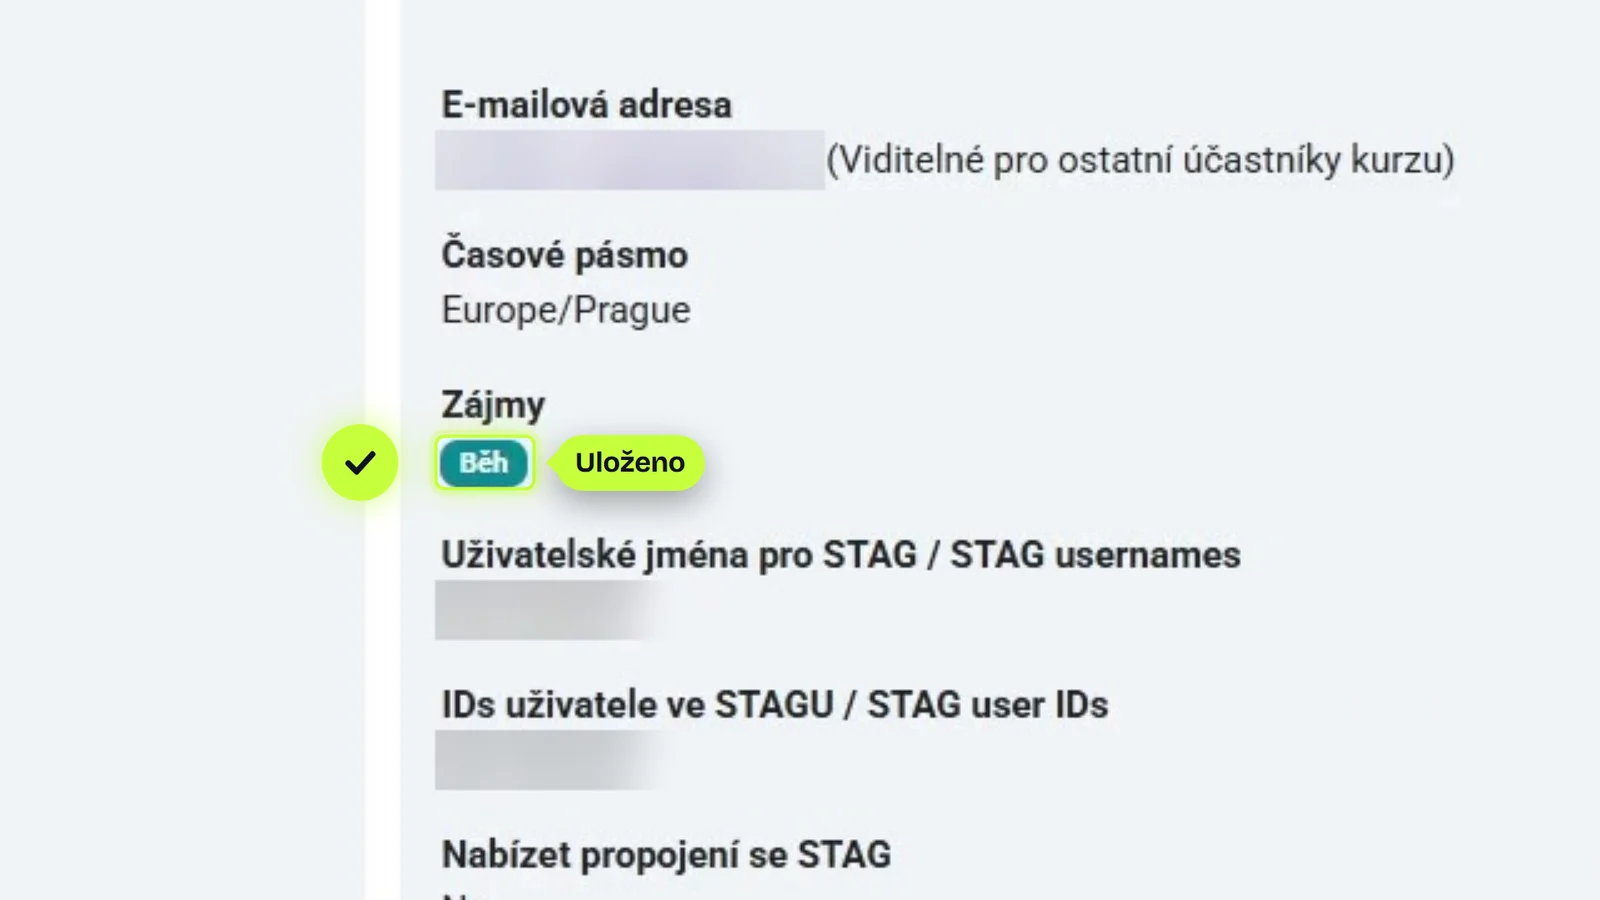 E-mailová adresa
(Viditelné pro ostatní účastníky kurzu)
Časové pásmo
Europe/Prague
Zájmy
Běh
Uloženo
Uživatelské jména pro STAG / STAG usernames
IDs uživatele ve STAGU / STAG user IDs
Nabízet propojení se STAG